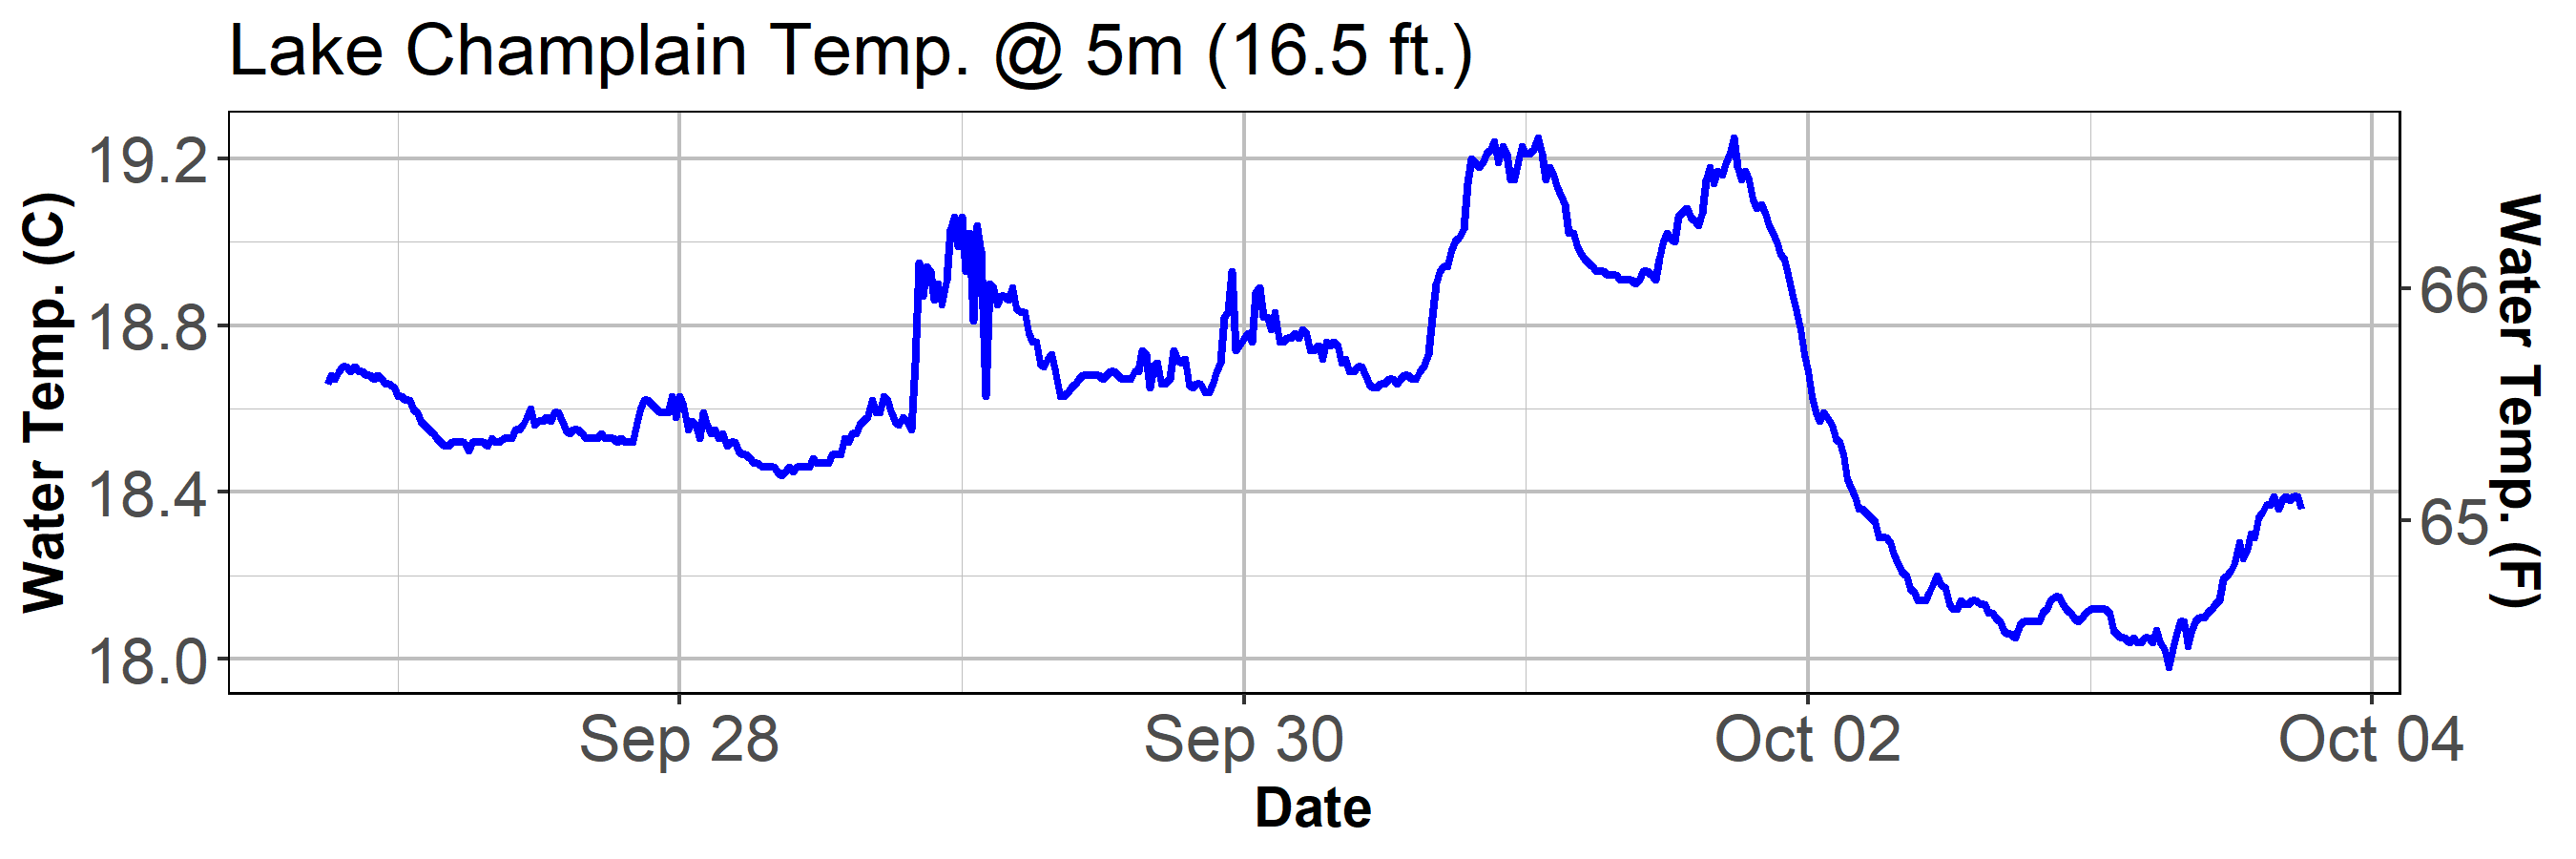 Lake Champlain Temp. @ 5m (16.5 ft.)
Water Temp. (C)
19.2
18.8
18.4
18.0
66
65
Water Temp. (F)
Sep 28 Sep 30 Oct 02 Oct 04
Date